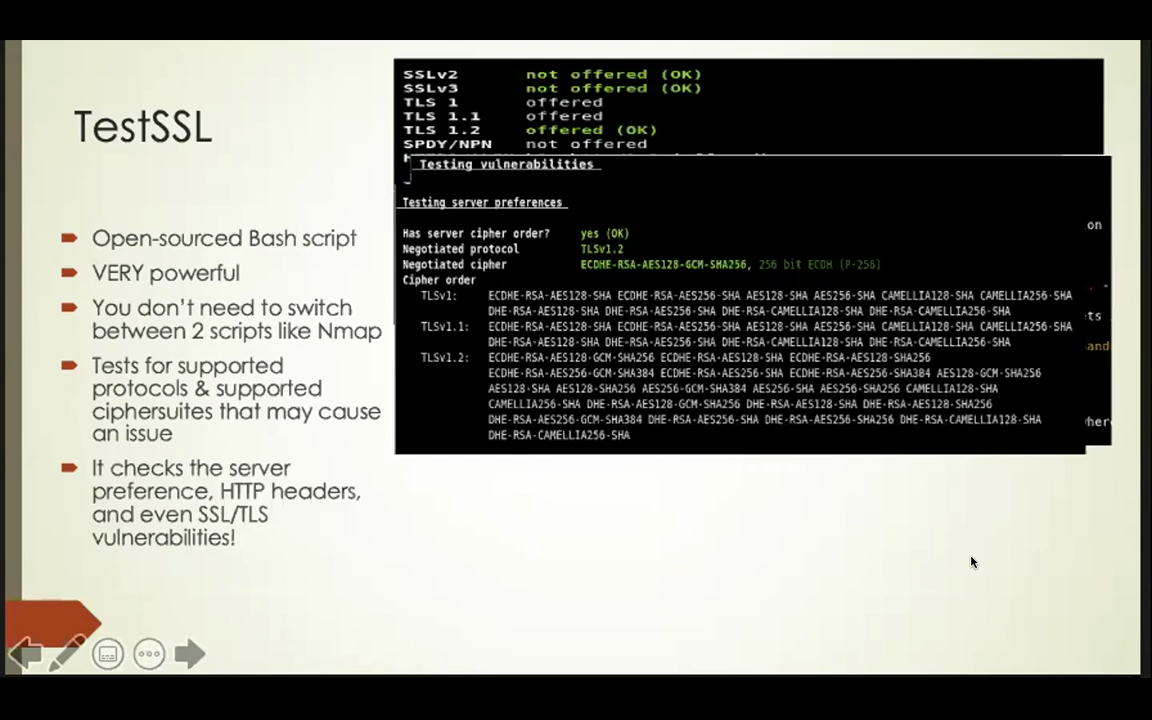 TestSSL
Open-sourced Bash script
VERY powerful
You don't need to switch
between 2 scripts like Nmap
Tests for supported
protocols & supported
ciphersuites that may cause
an issue
It checks the server
preference, HTTP headers,
and even SSL/TLS
vulnerabilities!
SSLv2 not offered (OK)
SSLv3 not offered (OK)
TLS 1 offered
TLS 1.1 offered
TLS 1.2 offered (OK)
SPDY/NPN not offered
Testing vulnerabilities
Testing server preferences
Has server cipher order? yes (OK)
Negotiated protocol TLSv1.2
Negotiated cipher ECDHE-RSA-AES128-GCM-SHA256, 256 bit ECDH (P-256)
Cipher order
TLSv1: ECDHE-RSA-AES128-SHA ECDHE-RSA-AES256-SHA AES128-SHA AES256-SHA CAMELLIA128-SHA CAMELLIA256-SHA
DHE-RSA-AES128-SHA DHE-RSA-AES256-SHA DHE-RSA-CAMELLIA128-SHA DHE-RSA-CAMELLIA256-SHA
TLSv1.1: ECDHE-RSA-AES128-SHA ECDHE-RSA-AES256-SHA AES128-SHA AES256-SHA CAMELLIA128-SHA CAMELLIA256-SHA
DHE-RSA-AES128-SHA DHE-RSA-AES256-SHA DHE-RSA-CAMELLIA128-SHA DHE-RSA-CAMELLIA256-SHA
TLSv1.2: ECDHE-RSA-AES128-GCM-SHA256 ECDHE-RSA-AES128-SHA ECDHE-RSA-AES128-SHA256
ECDHE-RSA-AES256-GCM-SHA384 ECDHE-RSA-AES256-SHA ECDHE-RSA-AES256-SHA384 AES128-GCM-SHA256
AES128-SHA AES128-SHA256 AES256-GCM-SHA384 AES256-SHA AES256-SHA256 CAMELLIA128-SHA
CAMELLIA256-SHA DHE-RSA-AES128-GCM-SHA256 DHE-RSA-AES128-SHA DHE-RSA-AES128-SHA256
DHE-RSA-AES256-GCM-SHA384 DHE-RSA-AES256-SHA DHE-RSA-AES256-SHA256 DHE-RSA-CAMELLIA128-SHA
DHE-RSA-CAMELLIA256-SHA